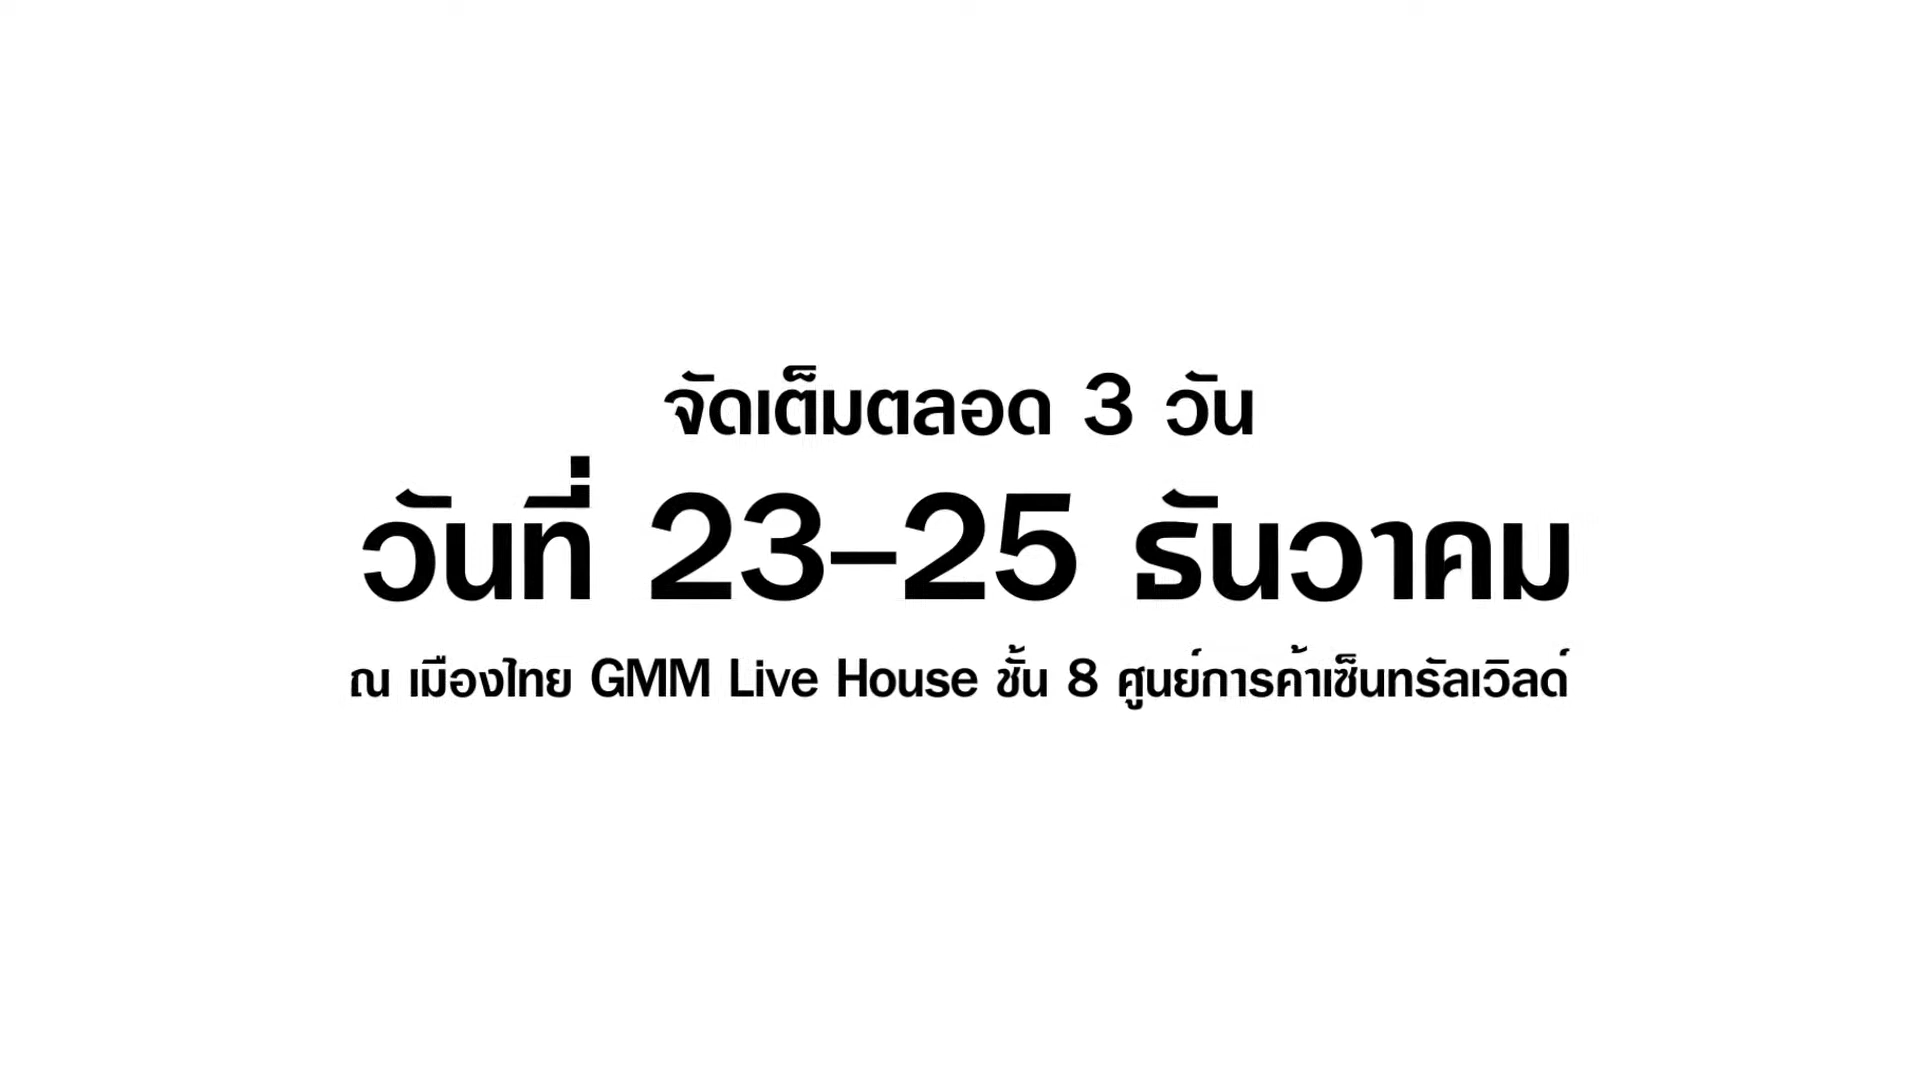 จัดเต็มตลอด 3 วัน
วันที่ 23–25 ธันวาคม
ณ เมืองไทย GMM Live House ชั้น 8 ศูนย์การค้าเซ็นทรัลเวิลด์